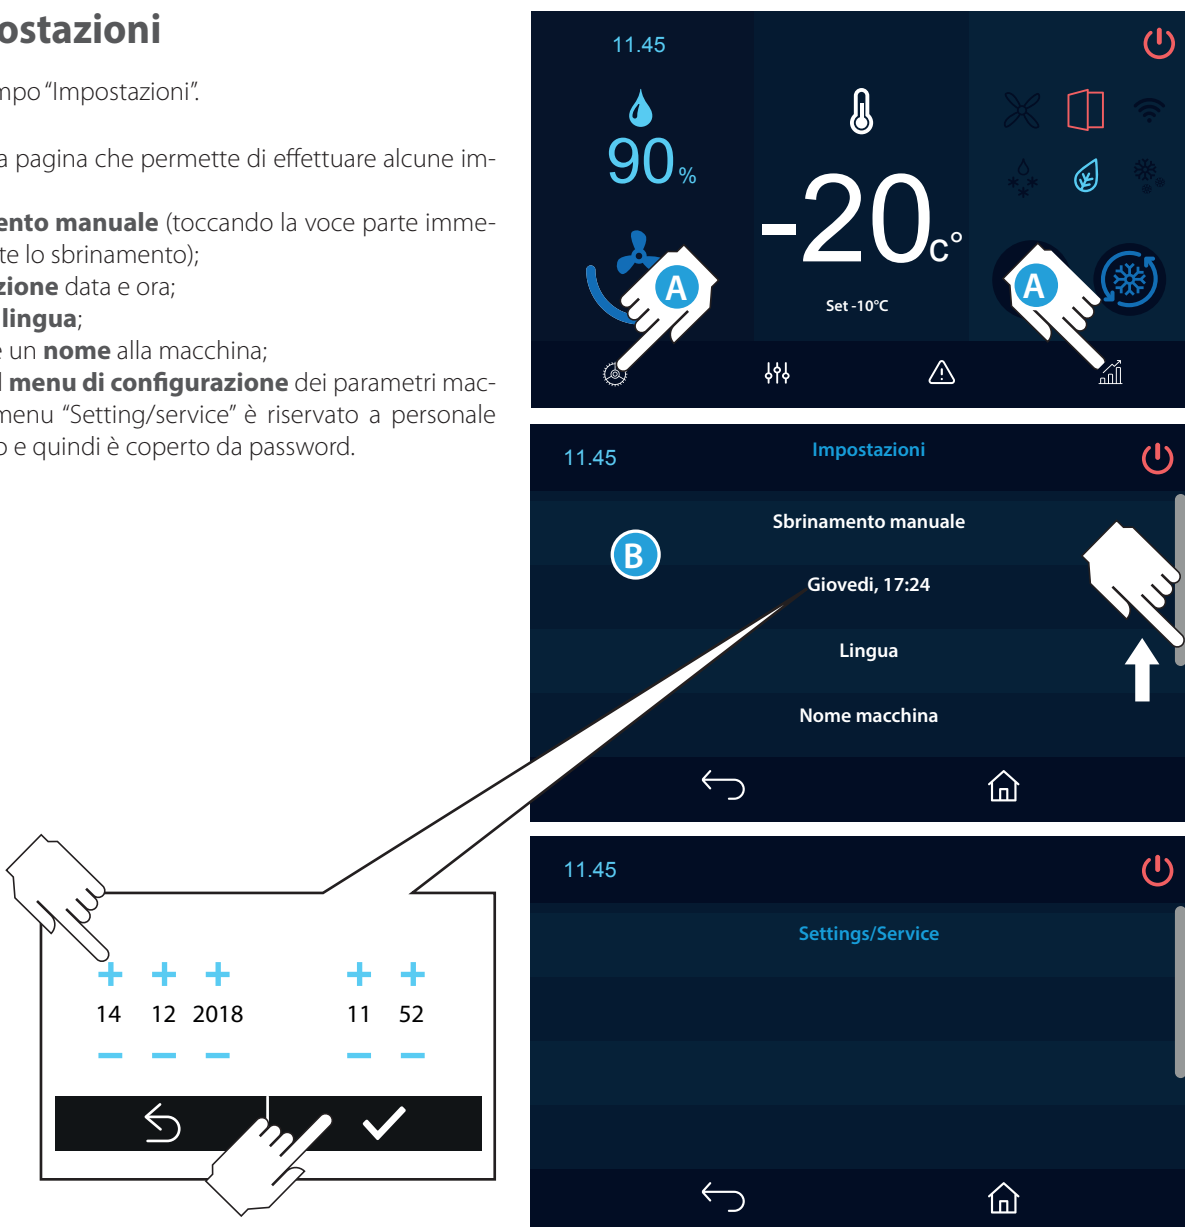 ostazioni
mpo “Impostazioni”.
a pagina che permette di effettuare alcune im-
ento manuale (toccando la voce parte imme-
te lo sbrinamento);
zione data e ora;
lingua;
e un nome alla macchina;
l menu di configurazione dei parametri mac-
menu “Setting/service” è riservato a personale
o e quindi è coperto da password.
11.45
90%
-20c°
Set -10°C
A
A
11.45
Impostazioni
Sbrinamento manuale
B
Giovedi, 17:24
Lingua
Nome macchina
11.45
Settings/Service
+ + + + +
14 12 2018 11 52
− − − − −